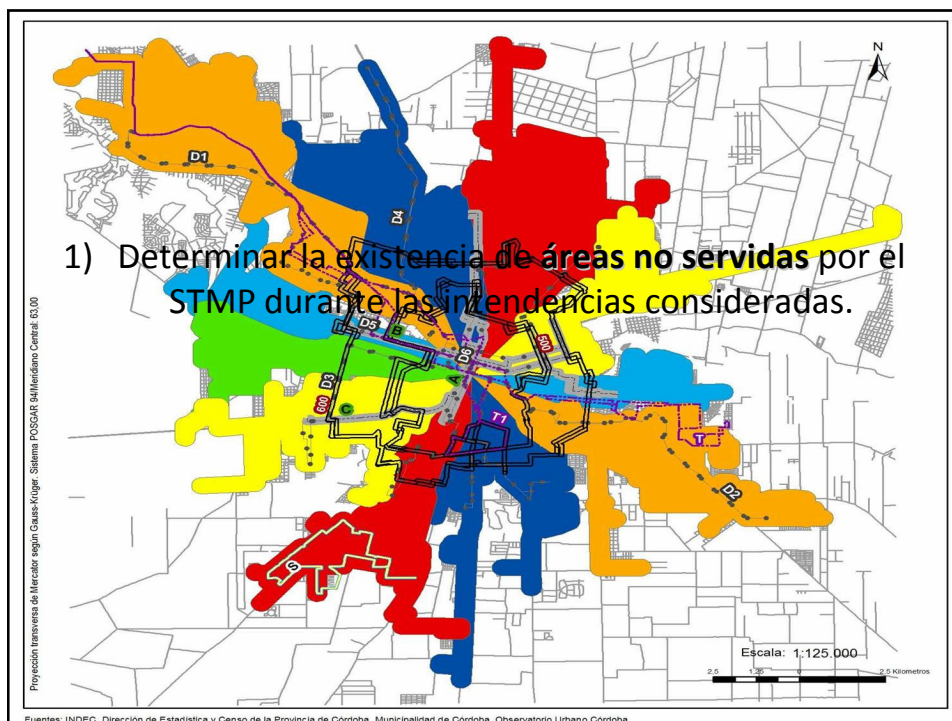 N
D1
D4
1) Determinar la existencia de áreas no servidas por el
STMP durante las intendencias consideradas.
D5
B
500
D6
D3
A
600
C
T1
T
D2
S
Escala: 1:125.000
2,5 1,25 0 2,5 Kilometros
Proyección transversa de Mercator según Gauss-Krüger. Sistema POSGAR 94Meridino Central: 63,00
Fuentes: INDEC, Dirección de Estadística y Censo de la Provincia de Córdoba, Municipalidad de Córdoba, Observatorio Urbano Córdoba